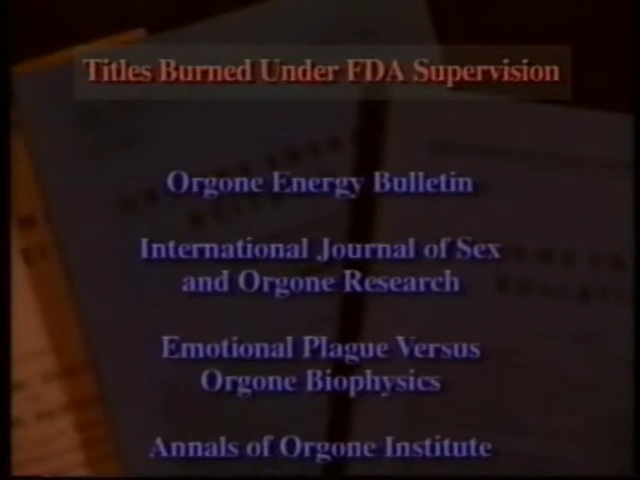 Titles Burned Under FDA Supervision
Orgone Energy Bulletin
International Journal of Sex
and Orgone Research
Emotional Plague Versus
Orgone Biophysics
Annals of Orgone Institute